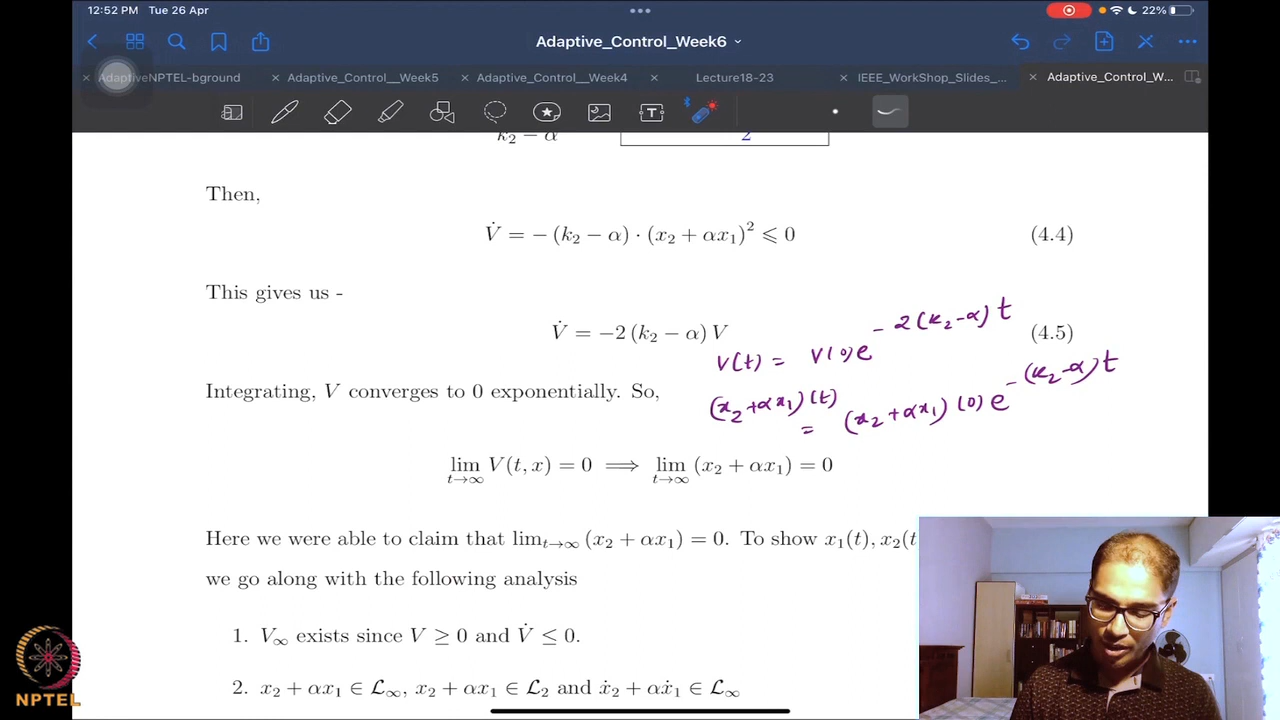 12:52 PM Tue 26 Apr
22%
Adaptive_Control_Week6
AdaptiveNPTEL-bground
Adaptive_Control__Week5
Adaptive_Control__Week4
Lecture18-23
IEEE_WorkShop_Slides_...
Adaptive_Control_W...
k₂ − α
2
Then,
V̇ = − (k₂ − α) · (x₂ + αx₁)² ⩽ 0 (4.4)
This gives us -
V̇ = −2 (k₂ − α) V (4.5)
V(t) = V(0) e^{− 2(k₂−α) t}
Integrating, V converges to 0 exponentially. So,
(x₂+αx₁)(t) = (x₂+αx₁)(0) e^{−(k₂−α) t}
lim_{t→∞} V(t, x) = 0 ⟹ lim_{t→∞} (x₂ + αx₁) = 0
Here we were able to claim that lim_{t→∞} (x₂ + αx₁) = 0. To show x₁(t), x₂(t
we go along with the following analysis
1. V_∞ exists since V ≥ 0 and V̇ ≤ 0.
2. x₂ + αx₁ ∈ ℒ_∞, x₂ + αx₁ ∈ ℒ₂ and ẋ₂ + αẋ₁ ∈ ℒ_∞
NPTEL